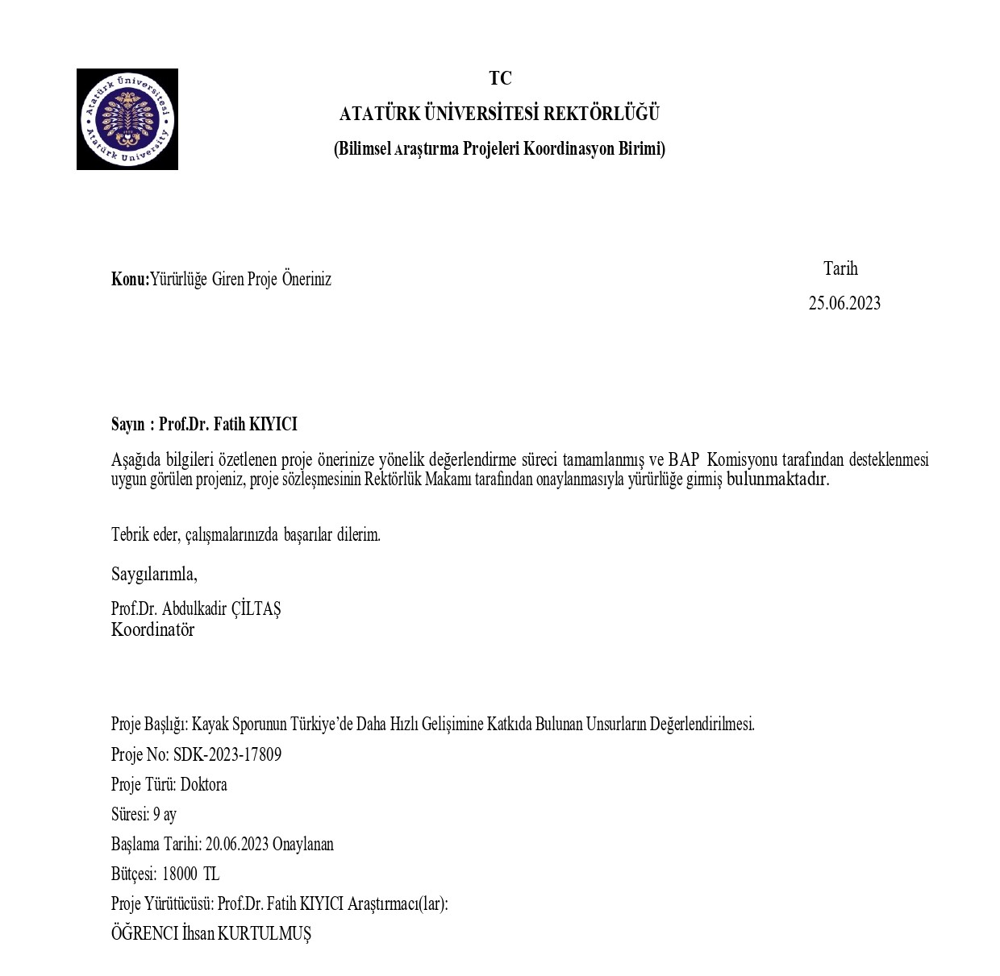 Atatürk Üniversitesi
Atatürk University
1957
TC
ATATÜRK ÜNİVERSİTESİ REKTÖRLÜĞÜ
(Bilimsel Araştırma Projeleri Koordinasyon Birimi)
Tarih
Konu:Yürürlüğe Giren Proje Öneriniz
25.06.2023
Sayın : Prof.Dr. Fatih KIYICI
Aşağıda bilgileri özetlenen proje önerinize yönelik değerlendirme süreci tamamlanmış ve BAP Komisyonu tarafından desteklenmesi
uygun görülen projeniz, proje sözleşmesinin Rektörlük Makamı tarafından onaylanmasıyla yürürlüğe girmiş bulunmaktadır.
Tebrik eder, çalışmalarınızda başarılar dilerim.
Saygılarımla,
Prof.Dr. Abdulkadir ÇİLTAŞ
Koordinatör
Proje Başlığı: Kayak Sporunun Türkiye’de Daha Hızlı Gelişimine Katkıda Bulunan Unsurların Değerlendirilmesi.
Proje No: SDK-2023-17809
Proje Türü: Doktora
Süresi: 9 ay
Başlama Tarihi: 20.06.2023 Onaylanan
Bütçesi: 18000 TL
Proje Yürütücüsü: Prof.Dr. Fatih KIYICI Araştırmacı(lar):
ÖĞRENCI İhsan KURTULMUŞ